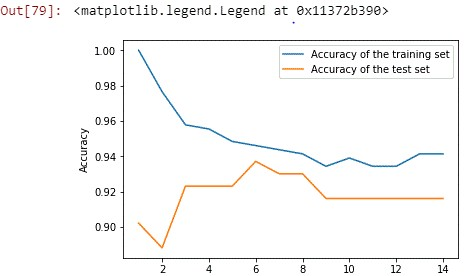 Out[79]: <matplotlib.legend.Legend at 0x11372b390>
Accuracy of the training set
Accuracy of the test set
1.00
0.98
0.96
0.94
0.92
0.90
Accuracy
2 4 6 8 10 12 14